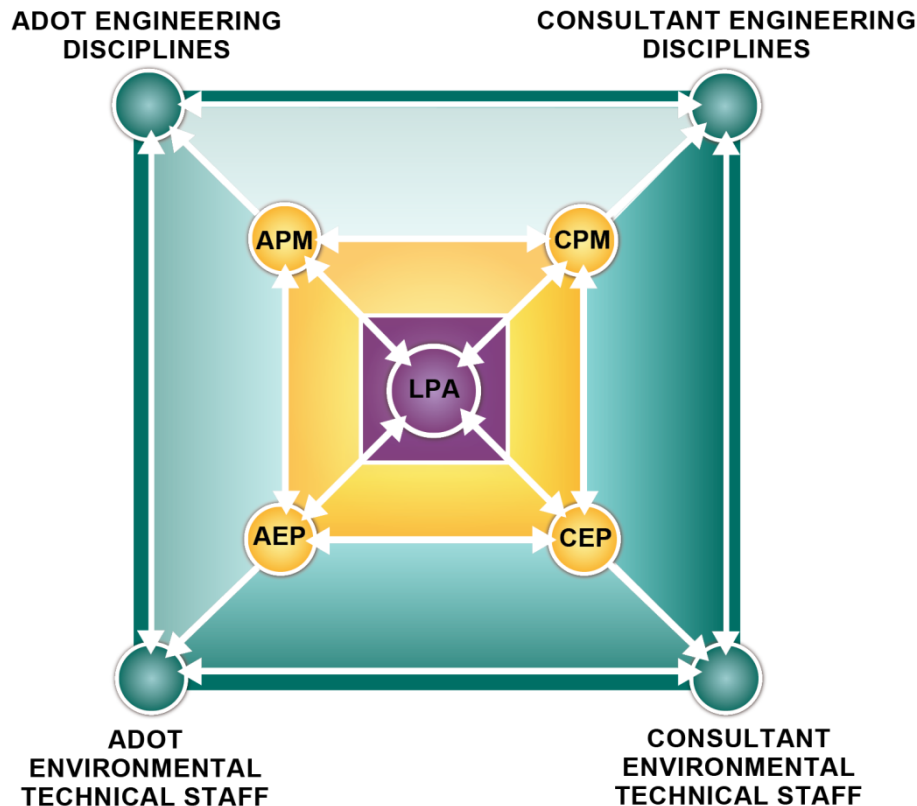 ADOT ENGINEERING
DISCIPLINES
CONSULTANT ENGINEERING
DISCIPLINES
APM
CPM
LPA
AEP
CEP
ADOT
ENVIRONMENTAL
TECHNICAL STAFF
CONSULTANT
ENVIRONMENTAL
TECHNICAL STAFF